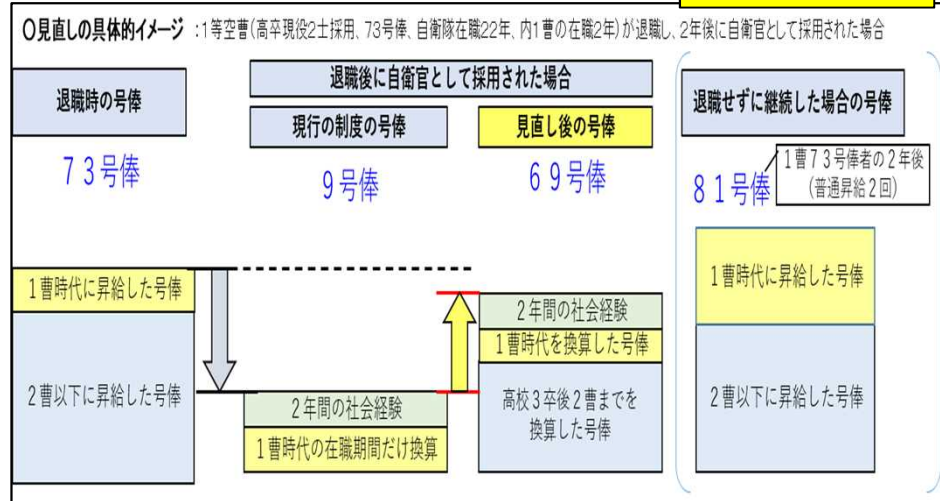 〇見直しの具体的イメージ :1等空曹(高卒現役2士採用、73号俸、自衛隊在職22年、内1曹の在職2年)が退職し、2年後に自衛官として採用された場合
退職時の号俸
73号俸
退職後に自衛官として採用された場合
現行の制度の号俸
9号俸
見直し後の号俸
69号俸
退職せずに継続した場合の号俸
81号俸
1曹73号俸者の2年後
(普通昇給2回)
1曹時代に昇給した号俸
2曹以下に昇給した号俸
2年間の社会経験
1曹時代の在職期間だけ換算
2年間の社会経験
1曹時代を換算した号俸
高校3卒後2曹までを
換算した号俸
1曹時代に昇給した号俸
2曹以下に昇給した号俸